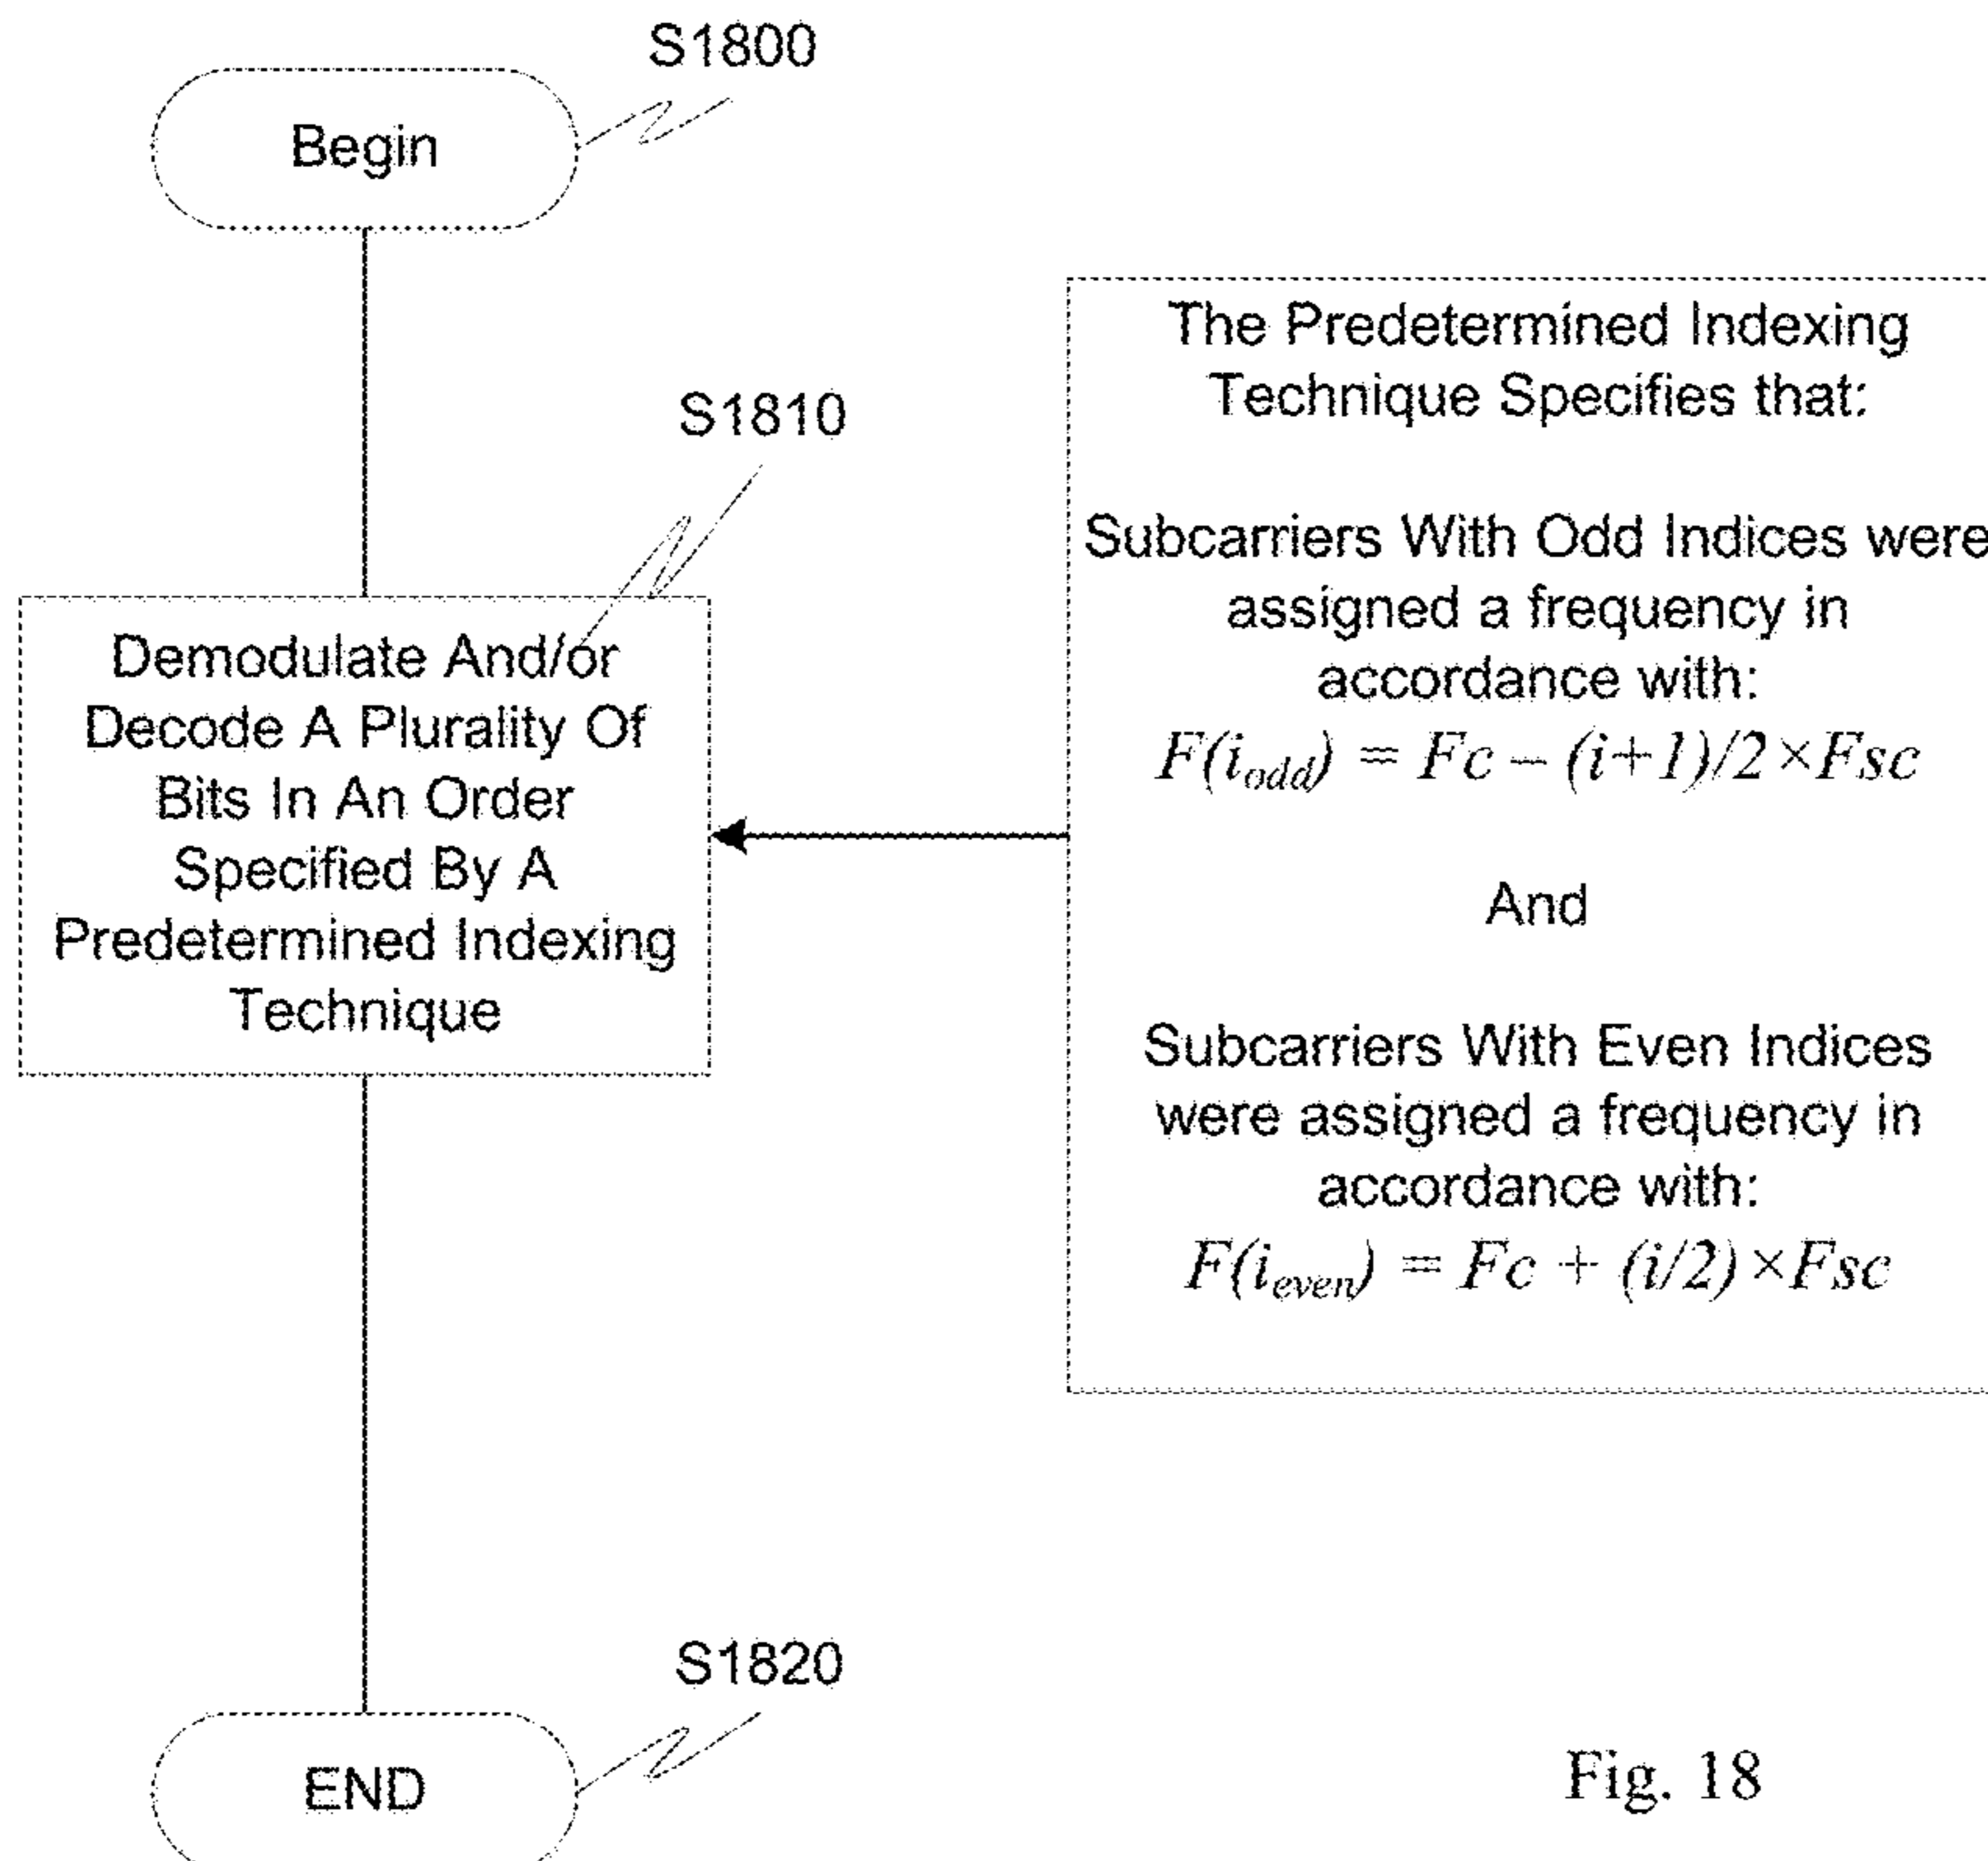 S1800
Begin
S1810
Demodulate And/or
Decode A Plurality Of
Bits In An Order
Specified By A
Predetermined Indexing
Technique
The Predetermined Indexing
Technique Specifies that:
Subcarriers With Odd Indices were
assigned a frequency in
accordance with:
F(i_odd) = Fc – (i+1)/2 ×Fsc
And
Subcarriers With Even Indices
were assigned a frequency in
accordance with:
F(i_even) = Fc + (i/2) ×Fsc
S1820
END
Fig. 18